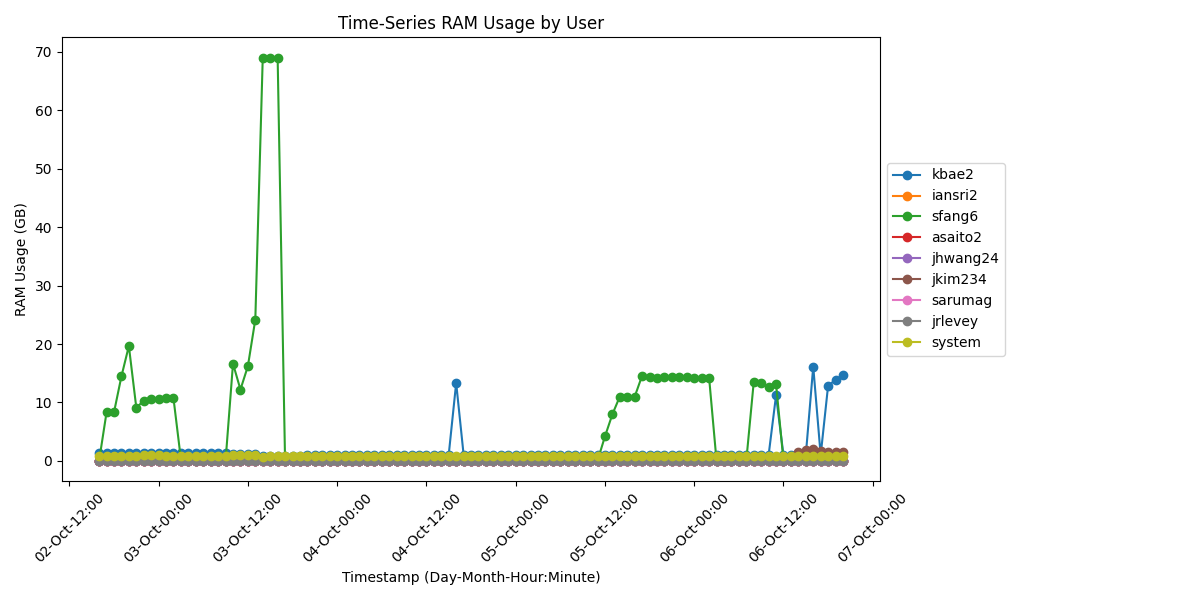 Time-Series RAM Usage by User
RAM Usage (GB)
70
60
50
40
30
20
10
0
02-Oct-12:00
03-Oct-00:00
03-Oct-12:00
04-Oct-00:00
04-Oct-12:00
05-Oct-00:00
05-Oct-12:00
06-Oct-00:00
06-Oct-12:00
07-Oct-00:00
Timestamp (Day-Month-Hour:Minute)
kbae2
iansri2
sfang6
asaito2
jhwang24
jkim234
sarumag
jrlevey
system